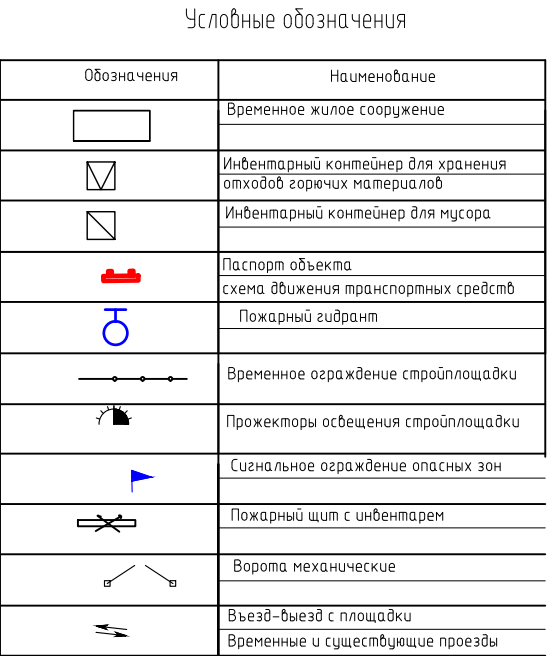 Условные обозначения
Обозначения
Наименование
Временное жилое сооружение
Инвентарный контейнер для хранения
отходов горючих материалов
Инвентарный контейнер для мусора
Паспорт объекта
схема движения транспортных средств
Пожарный гидрант
Временное ограждение стройплощадки
Прожекторы освещения стройплощадки
Сигнальное ограждение опасных зон
Пожарный щит с инвентарем
Ворота механические
Въезд-выезд с площадки
Временные и существующие проезды